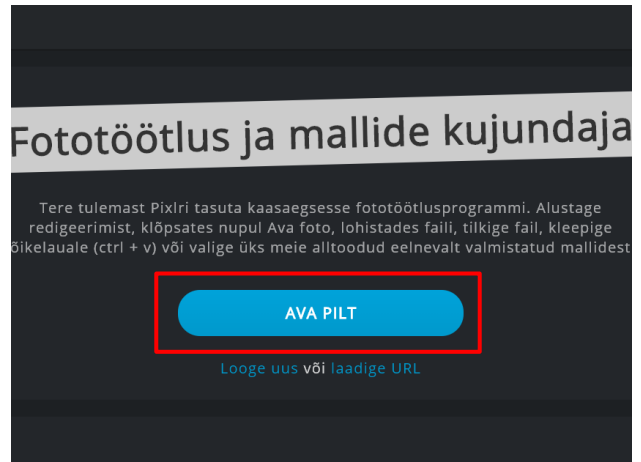 Fototöötlus ja mallide kujundaja
Tere tulemast Pixlri tasuta kaasaegsesse fototöötlusprogrammi. Alustage
redigeerimist, klõpsates nupul Ava foto, lohistades faili, tilkige fail, kleepige
õikelauale (ctrl + v) või valige üks meie alltoodud eelnevalt valmistatud mallidest
AVA PILT
Looge uus või laadige URL